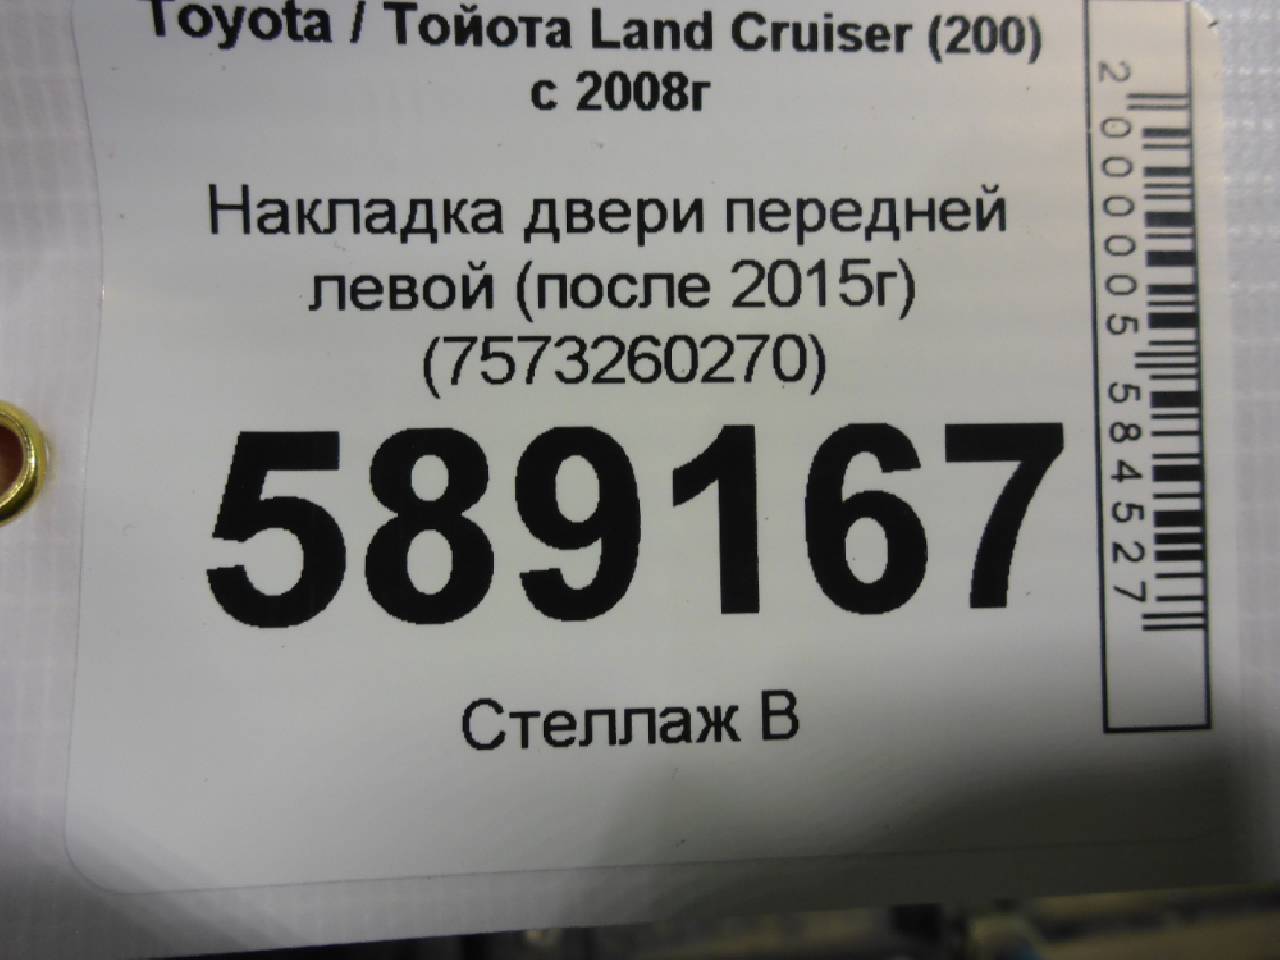 Toyota / Тойота Land Cruiser (200)
с 2008г
Накладка двери передней
левой (после 2015г)
(7573260270)
589167
Стеллаж В
2 000005 584527